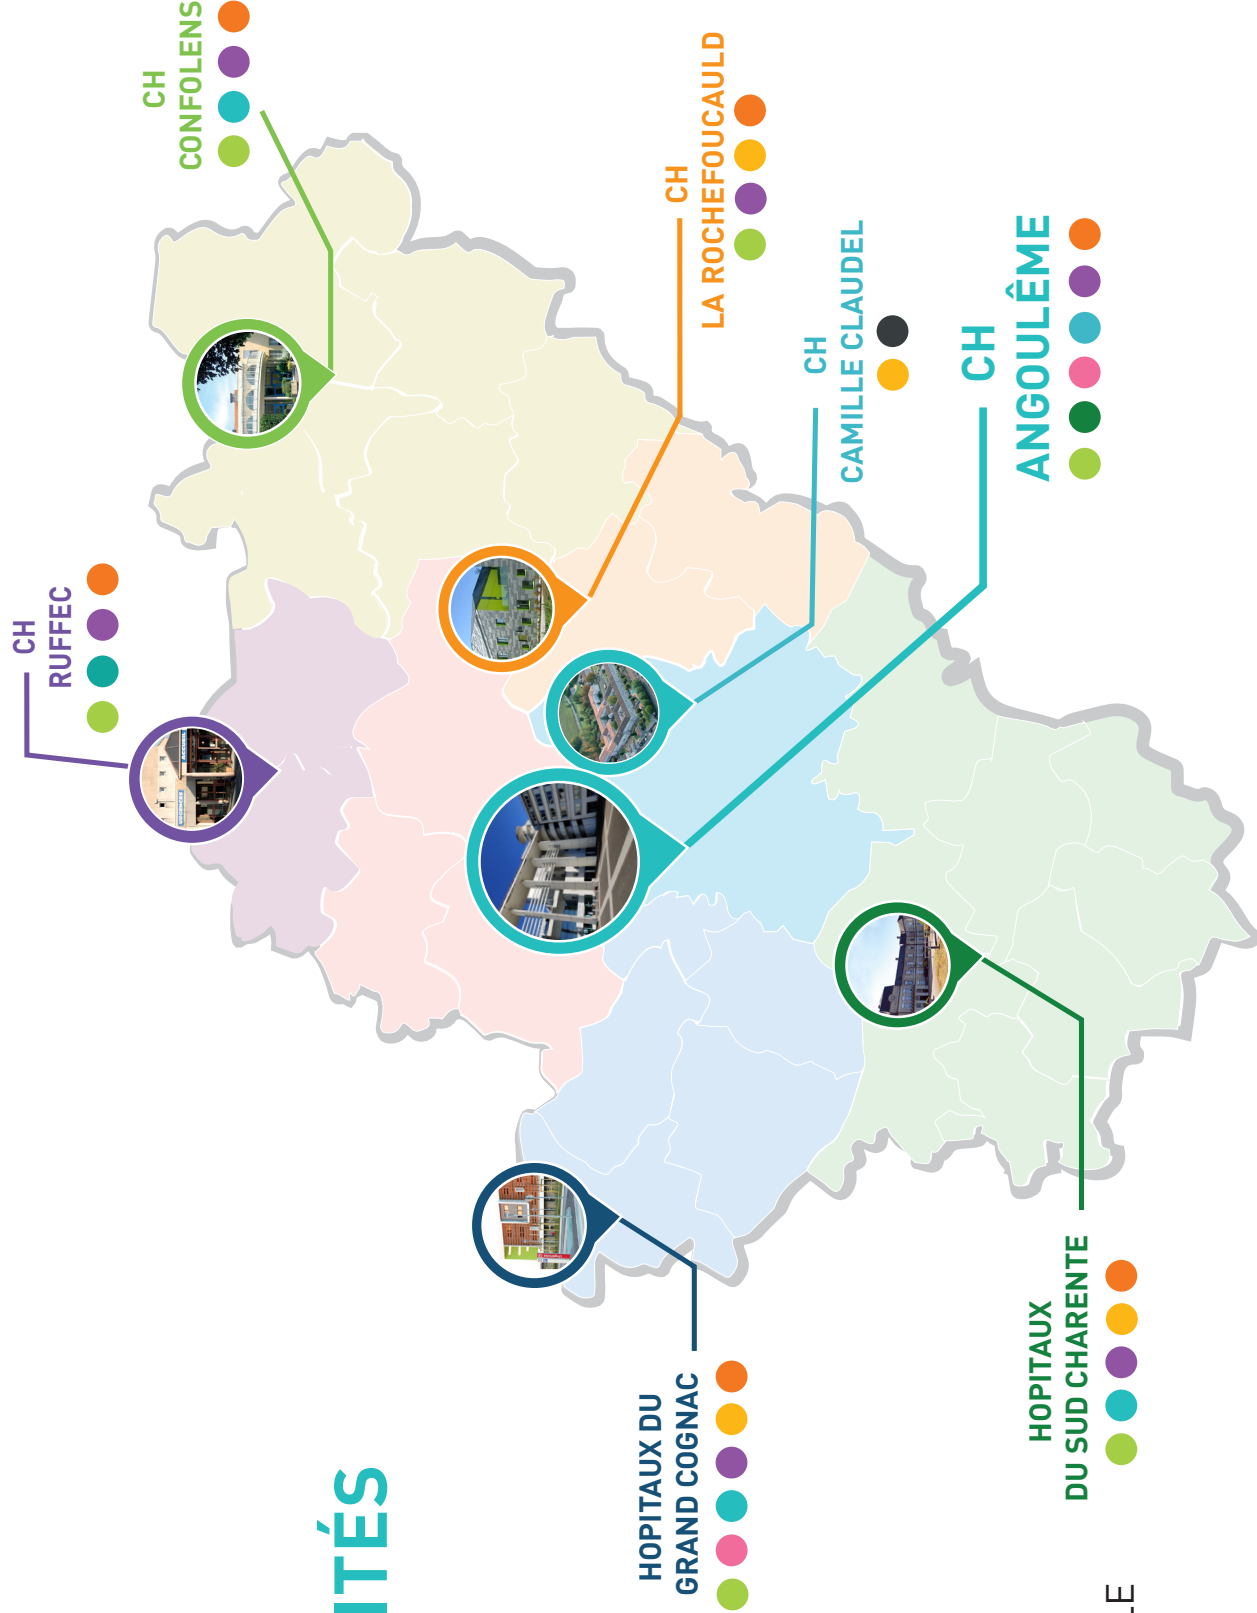 ITÉS
CH
RUFFEC
CH
CONFOLENS
HOPITAUX DU
GRAND COGNAC
CH
LA ROCHEFOUCAULD
CH
CAMILLE CLAUDEL
CH
ANGOULÊME
HOPITAUX
DU SUD CHARENTE
LE